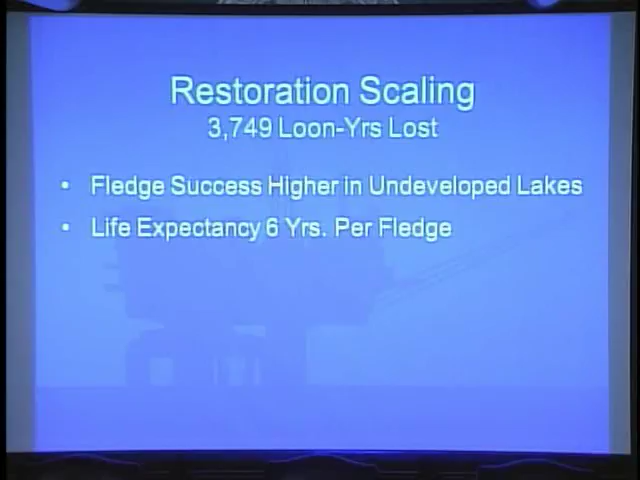 Restoration Scaling
3,749 Loon-Yrs Lost
• Fledge Success Higher in Undeveloped Lakes
• Life Expectancy 6 Yrs. Per Fledge